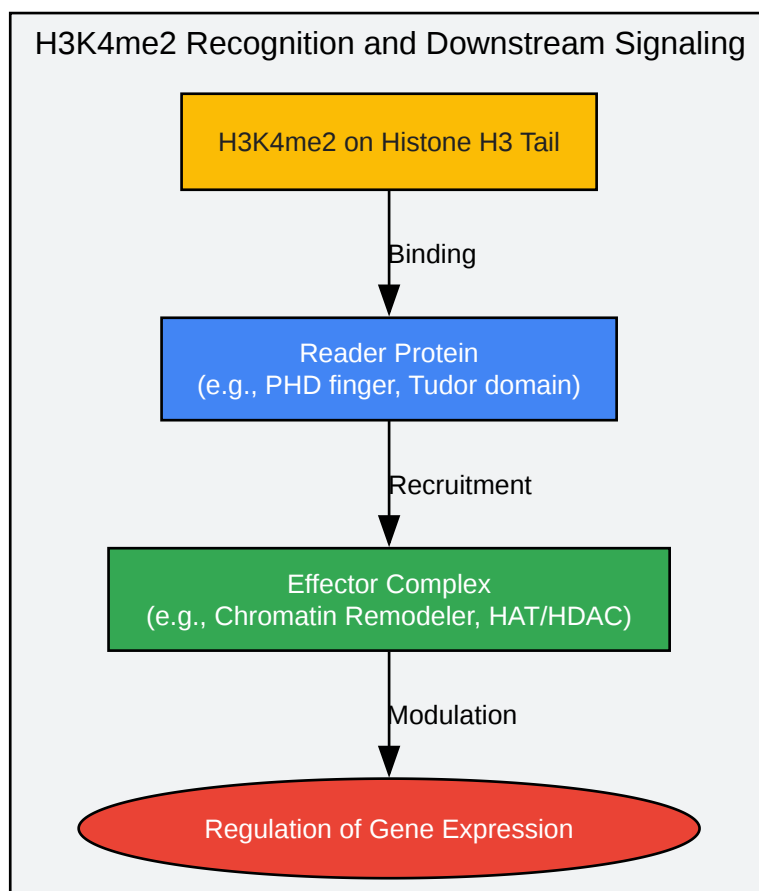 H3K4me2 Recognition and Downstream Signaling
H3K4me2 on Histone H3 Tail
Binding
Reader Protein
(e.g., PHD finger, Tudor domain)
Recruitment
Effector Complex
(e.g., Chromatin Remodeler, HAT/HDAC)
Modulation
Regulation of Gene Expression